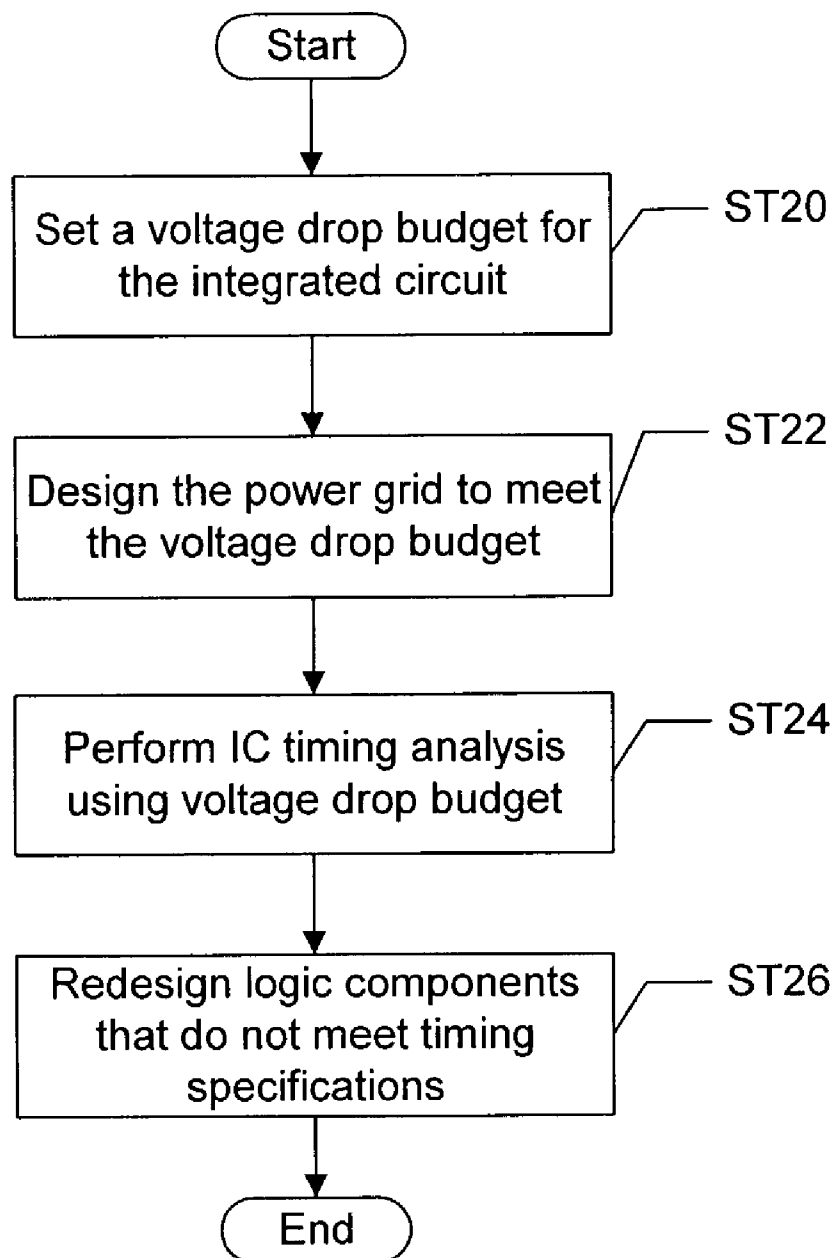 Start
Set a voltage drop budget for
the integrated circuit
ST20
Design the power grid to meet
the voltage drop budget
ST22
Perform IC timing analysis
using voltage drop budget
ST24
Redesign logic components
that do not meet timing
specifications
ST26
End